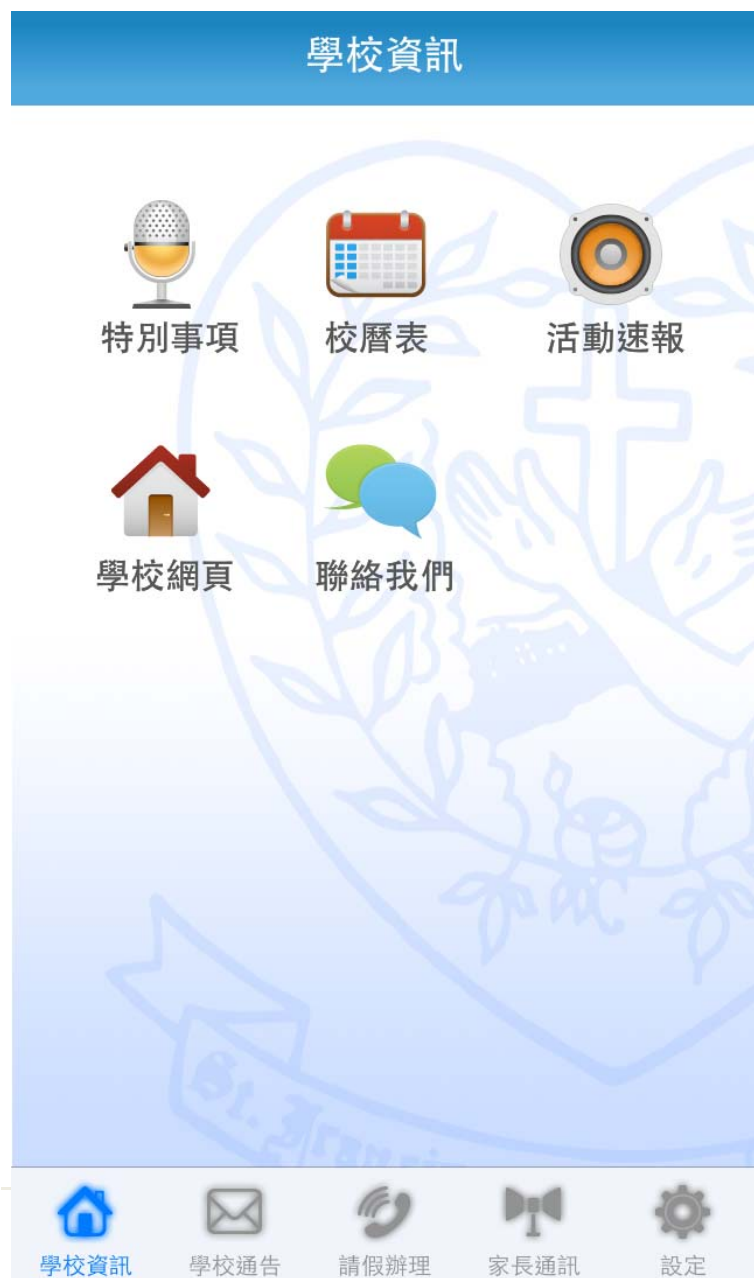 學校資訊
特別事項 校曆表 活動速報
學校網頁 聯絡我們
St. Francis
學校資訊 學校通告 請假辦理 家長通訊 設定